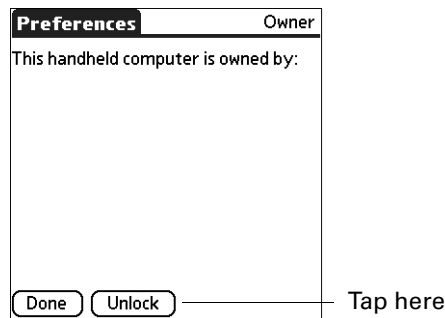 Preferences Owner
This handheld computer is owned by:
Done Unlock Tap here